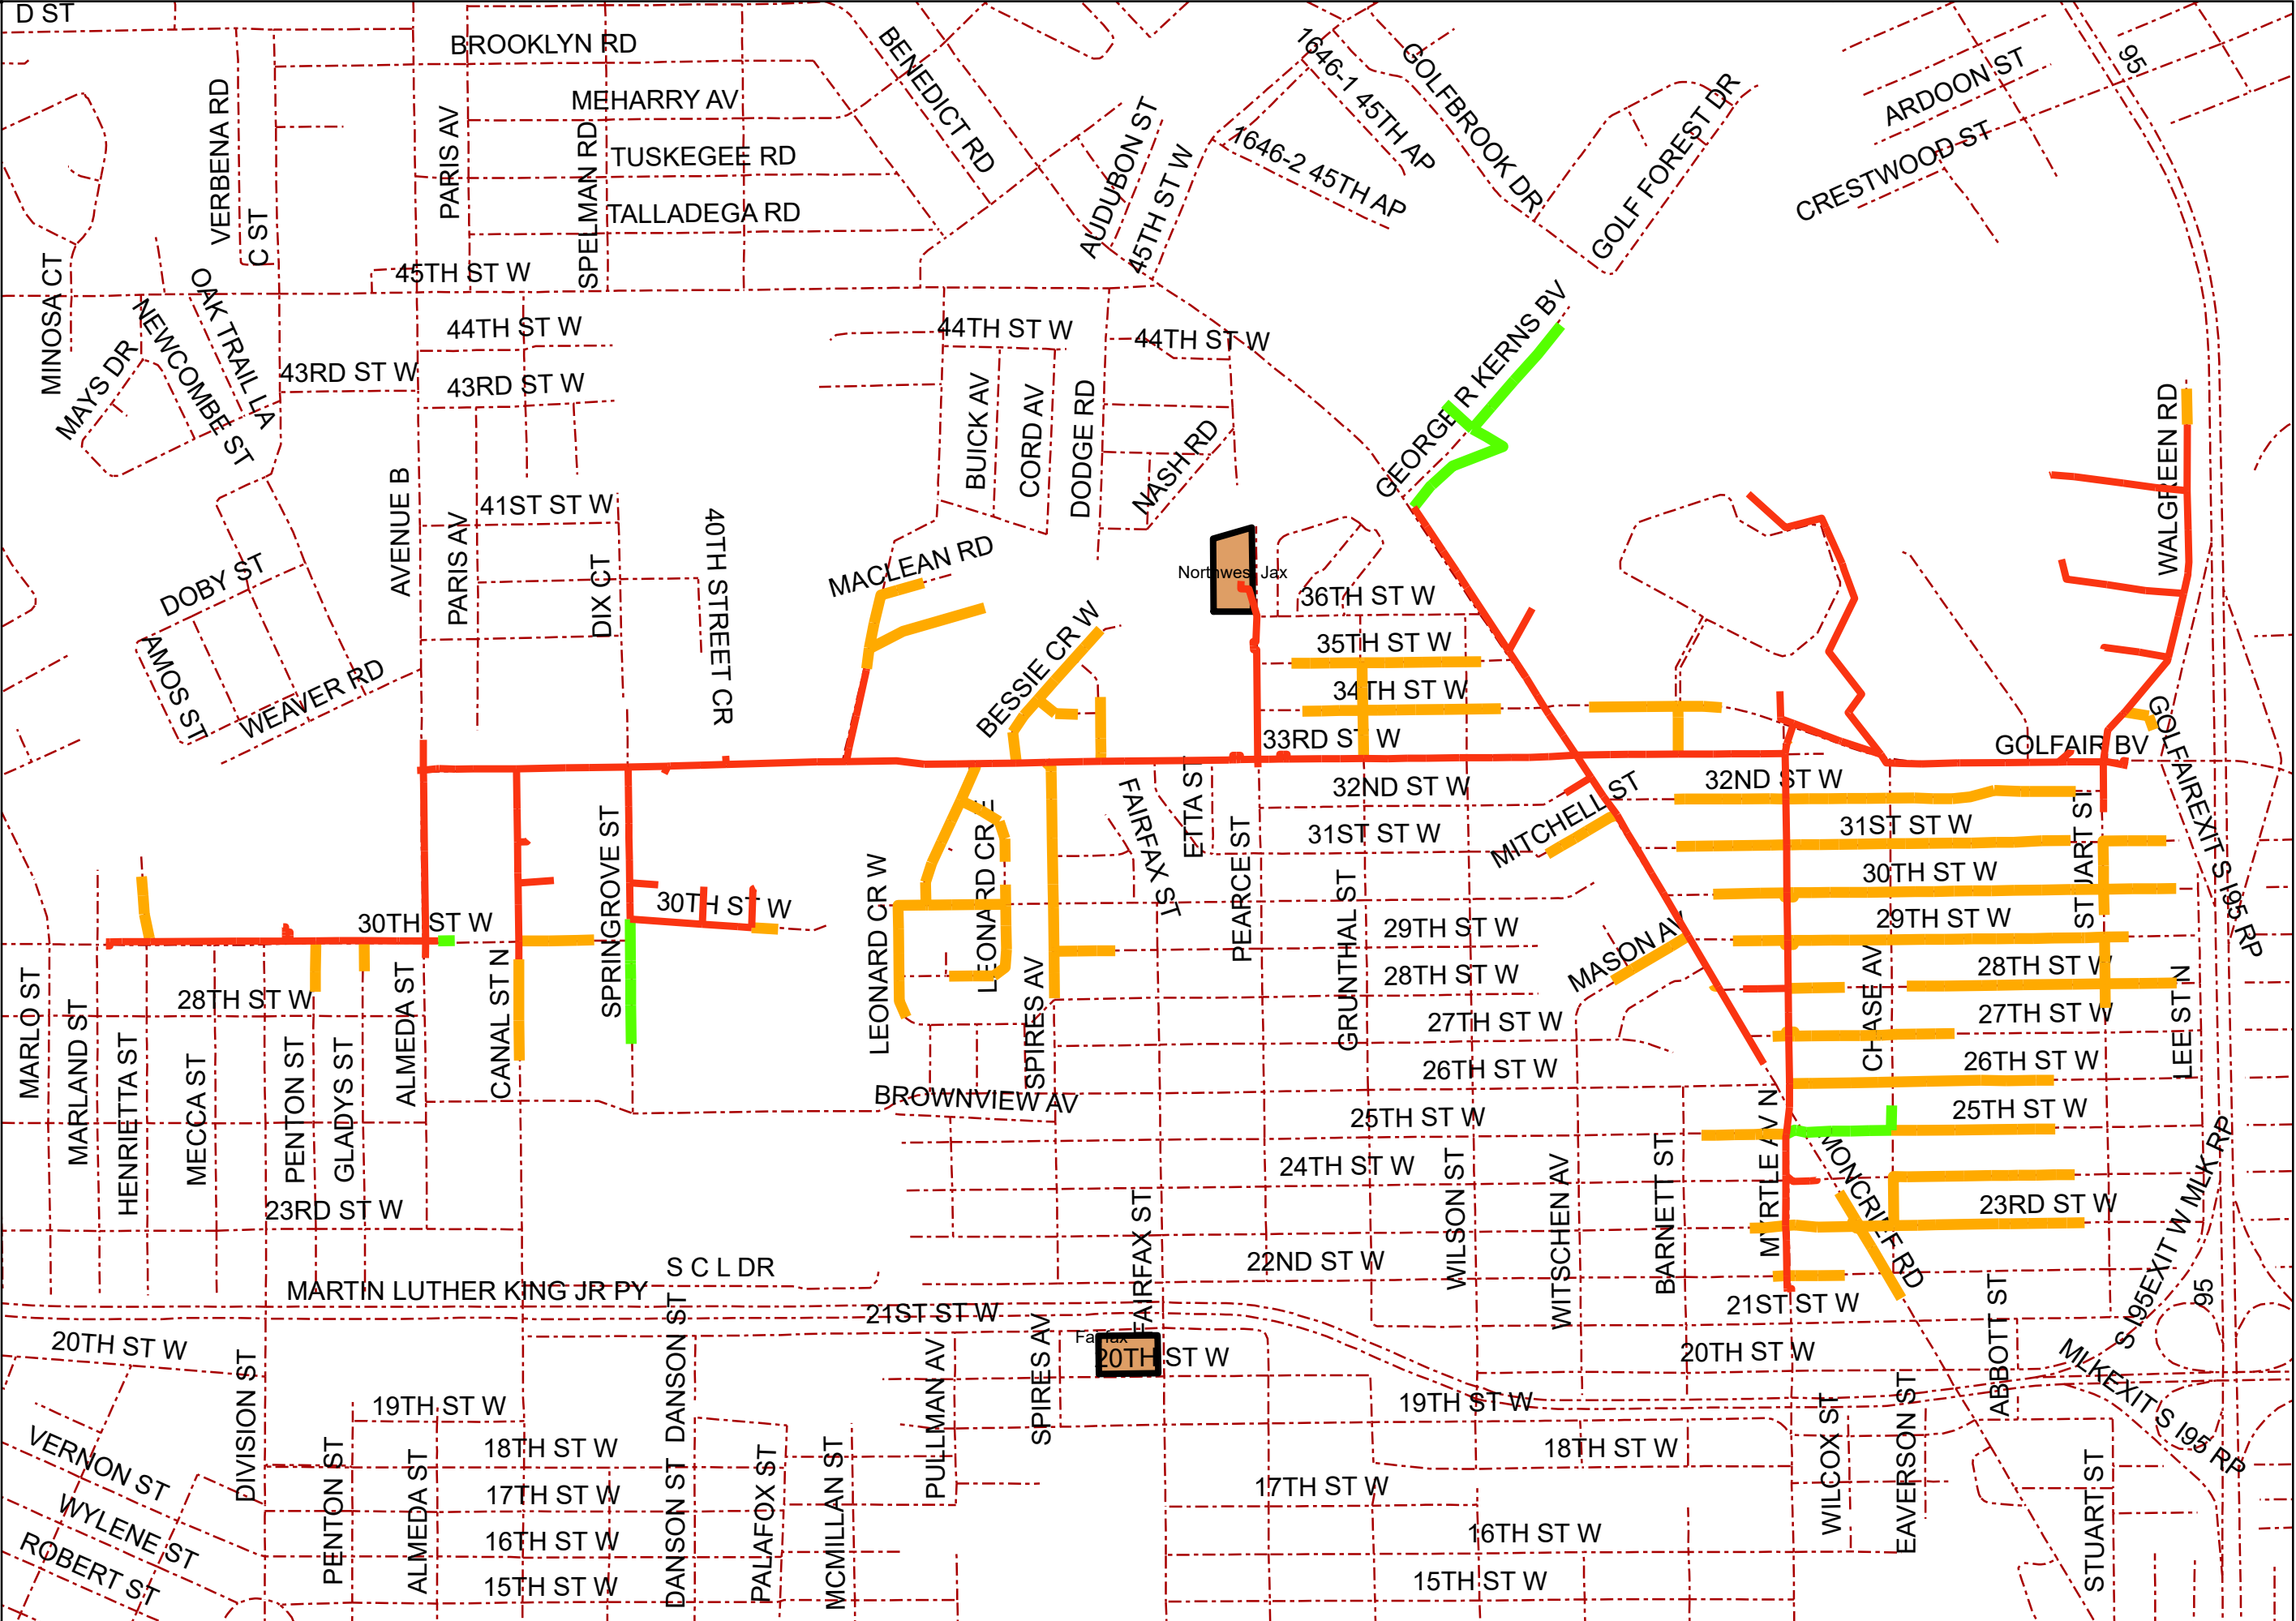 D ST
BROOKLYN RD
BENEDICT RD
1646-1 45TH AP
GOLFBROOK DR
95
ARDOON ST
VERBENA RD
PARIS AV
MEHARRY AV
SPELMAN RD
TUSKEGEE RD
AUDUBON ST
45TH ST W
1646-2 45TH AP
GOLF FOREST DR
CRESTWOOD ST
C ST
TALLADEGA RD
MINOSA CT
OAK TRAIL LA
45TH ST W
NEWCOMBE ST
MAYS DR
44TH ST W
44TH ST W
44TH ST W
GEORGE R KERNS BV
43RD ST W
43RD ST W
BUICK AV
CORD AV
DODGE RD
NASH RD
WALGREEN RD
AVENUE B
PARIS AV
41ST ST W
40TH STREET CR
MACLEAN RD
DOBY ST
DIX CT
Northwest Jax
36TH ST W
AMOS ST
WEAVER RD
BESSIE CR W
35TH ST W
34TH ST W
33RD ST W
GOLFAIR BV
GOLFAIREXIT S I95 RP
32ND ST W
32ND ST W
FAIRFAX ST
ETTA ST
MITCHELL ST
31ST ST W
31ST ST W
SPRINGROVE ST
PEARCE ST
STUART ST
LEONARD CR W
LEONARD CR E
30TH ST W
30TH ST W
30TH ST W
GRUNTHAL ST
29TH ST W
29TH ST W
MASON AV
28TH ST W
28TH ST W
28TH ST W
CHASE AV
MARLO ST
MARLAND ST
HENRIETTA ST
MECCA ST
PENTON ST
GLADYS ST
ALMEDA ST
CANAL ST N
SPIRES AV
27TH ST W
27TH ST W
LEE ST N
26TH ST W
26TH ST W
BROWNVIEW AV
25TH ST W
25TH ST W
24TH ST W
WILSON ST
WITSCHEN AV
BARNETT ST
MYRTLE AV N
MONCRIEF RD
S I95EXIT W MLK RP
23RD ST W
23RD ST W
FAIRFAX ST
22ND ST W
S C L DR
MARTIN LUTHER KING JR PY
95
21ST ST W
21ST ST W
20TH ST W
Fairfax
20TH ST W
20TH ST W
ABBOTT ST
MLKEXIT S I95 RP
DIVISION ST
DANSON ST
PULLMAN AV
SPIRES AV
19TH ST W
19TH ST W
WILCOX ST
EAVERSON ST
VERNON ST
18TH ST W
18TH ST W
PENTON ST
ALMEDA ST
DANSON ST
PALAFOX ST
MCMILLAN ST
STUART ST
17TH ST W
17TH ST W
WYLENE ST
16TH ST W
16TH ST W
ROBERT ST
15TH ST W
15TH ST W